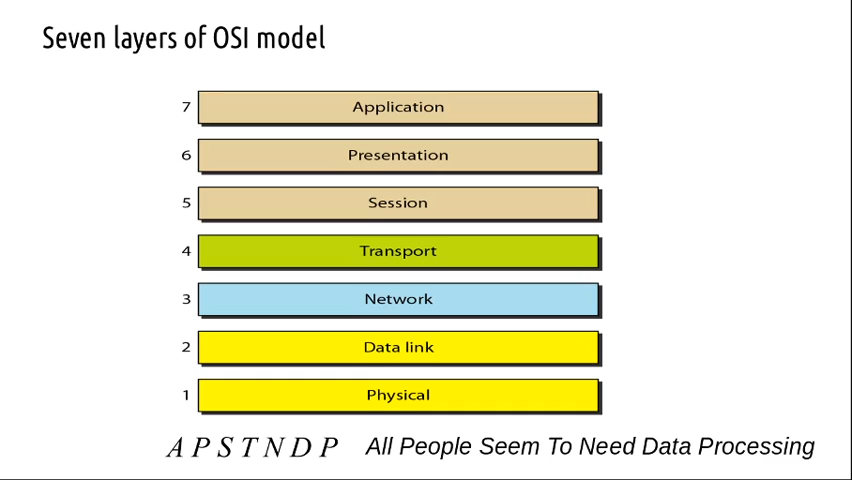 Seven layers of OSI model
7 Application
6 Presentation
5 Session
4 Transport
3 Network
2 Data link
1 Physical
A P S T N D P All People Seem To Need Data Processing